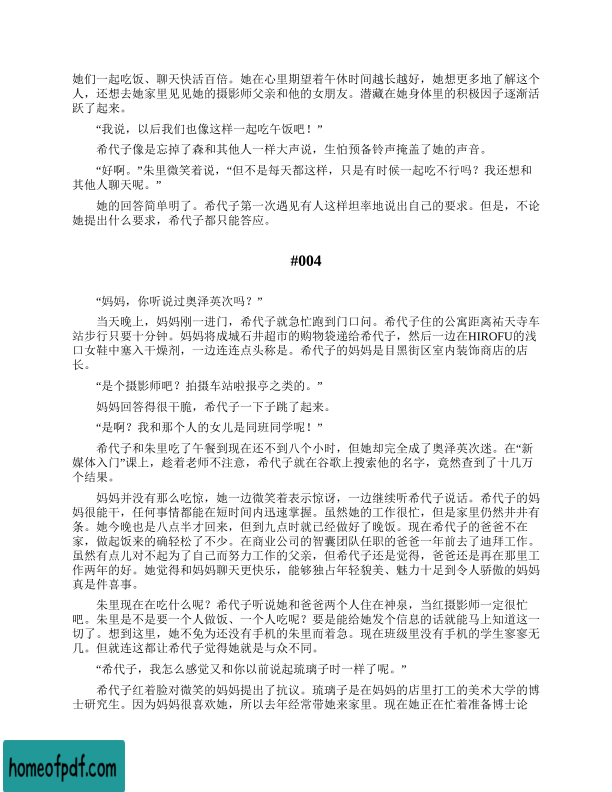 她们一起吃饭、聊天快活百倍。她在心里期望着午休时间越长越好，她想更多地了解这个
人，还想去她家里见见她的摄影师父亲和他的女朋友。潜藏在她身体里的积极因子逐渐活
跃了起来。
“我说，以后我们也像这样一起吃午饭吧！”
希代子像是忘掉了森和其他人一样大声说，生怕预备铃声掩盖了她的声音。
“好啊。”朱里微笑着说，“但不是每天都这样，只是有时候一起吃不行吗？我还想和
其他人聊天呢。”
她的回答简单明了。希代子第一次遇见有人这样坦率地说出自己的要求。但是，不论
她提出什么要求，希代子都只能答应。
#004
“妈妈，你听说过奥泽英次吗？”
当天晚上，妈妈刚一进门，希代子就急忙跑到门口问。希代子住的公寓距离祐天寺车
站步行只要十分钟。妈妈将成城石井超市的购物袋递给希代子，然后一边在HIROFU的浅
口女鞋中塞入干燥剂，一边连连点头称是。希代子的妈妈是目黑街区室内装饰商店的店
长。
“是个摄影师吧？拍摄车站啦报亭之类的。”
妈妈回答得很干脆，希代子一下子跳了起来。
“是啊？我和那个人的女儿是同班同学呢！”
希代子和朱里吃了午餐到现在还不到八个小时，但她却完全成了奥泽英次迷。在“新
媒体入门”课上，趁着老师不注意，希代子就在谷歌上搜索他的名字，竟然查到了十几万
个结果。
妈妈并没有那么吃惊，她一边微笑着表示惊讶，一边继续听希代子说话。希代子的妈
妈很能干，任何事情都能在短时间内迅速掌握。虽然她的工作很忙，但是家里仍然井井有
条。她今晚也是八点半才回来，但到九点时就已经做好了晚饭。现在希代子的爸爸不在
家，做起饭来的确轻松了不少。在商业公司的智囊团队任职的爸爸一年前去了迪拜工作。
虽然有点儿对不起为了自己而努力工作的父亲，但希代子还是觉得，爸爸还是再在那里工
作两年的好。她觉得和妈妈聊天更快乐，能够独占年轻貌美、魅力十足到令人骄傲的妈妈
真是件喜事。
朱里现在在吃什么呢？希代子听说她和爸爸两个人住在神泉，当红摄影师一定很忙
吧。朱里是不是要一个人做饭、一个人吃呢？要是能给她发个信息的话就能马上知道这一
切了。想到这里，她不免为还没有手机的朱里而着急。现在班级里没有手机的学生寥寥无
几。但就连这都让希代子觉得她就是与众不同。
“希代子，我怎么感觉又和你以前说起琉璃子时一样了呢。”
希代子红着脸对微笑的妈妈提出了抗议。琉璃子是在妈妈的店里打工的美术大学的博
士研究生。因为妈妈很喜欢她，所以去年经常带她来家里。现在她正在忙着准备博士论
homeofpdf.com